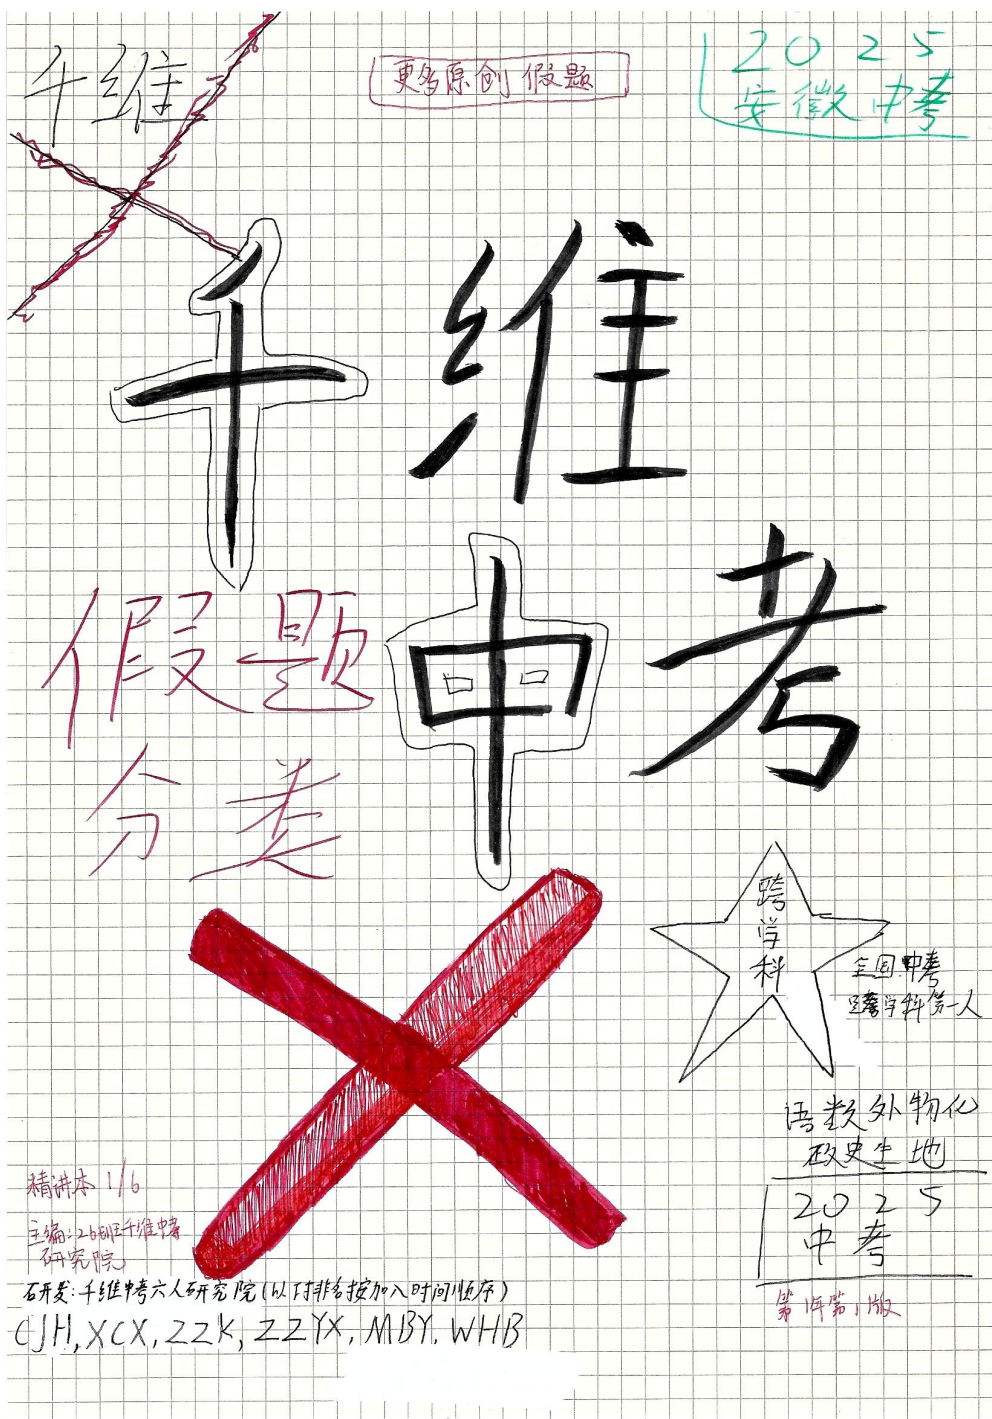 千维
更多原创假题
2025
安徽中考
千维
中考
假题
分类
跨学科
全国中考
跨学科第一人
语数外物化
政史生地
2025
中考
第1年第1版
精讲本 1/6
主编:26班千维中考
研究院
研发:千维中考六人研究院(以下排名按加入时间顺序)
CJH,XCX,ZZK,ZZYX,MBY,WHB